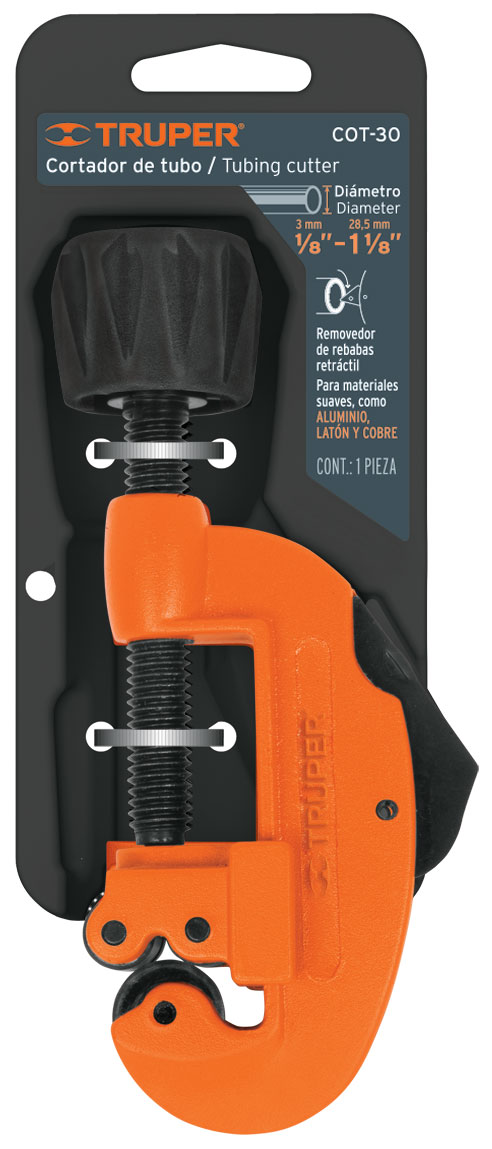 TRUPER® COT-30
Cortador de tubo / Tubing cutter
Diámetro
Diameter
3 mm 28,5 mm
1/8” – 1 1/8”
Removedor
de rebabas
retráctil
Para materiales
suaves, como
ALUMINIO,
LATÓN Y COBRE
CONT.: 1 PIEZA
TRUPER